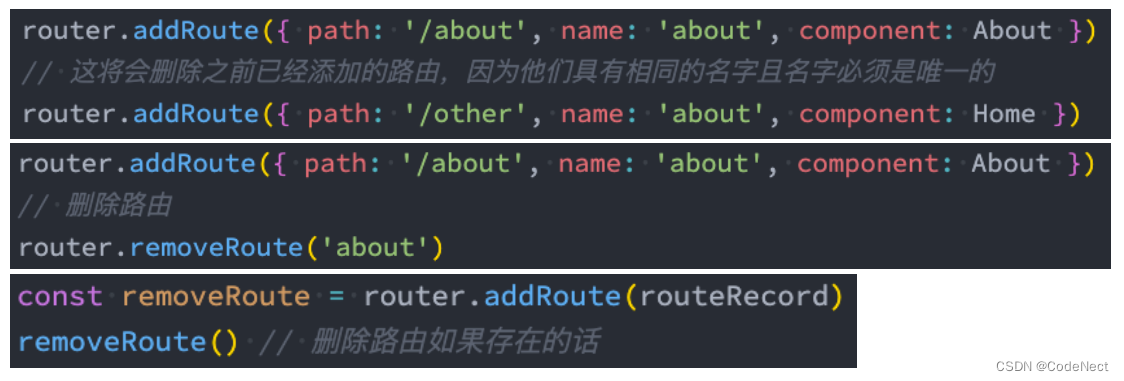 router.addRoute({ path: '/about', name: 'about', component: About })
// 这将会删除之前已经添加的路由，因为他们具有相同的名字且名字必须是唯一的
router.addRoute({ path: '/other', name: 'about', component: Home })
router.addRoute({ path: '/about', name: 'about', component: About })
// 删除路由
router.removeRoute('about')
const removeRoute = router.addRoute(routeRecord)
removeRoute() // 删除路由如果存在的话
CSDN @CodeNect